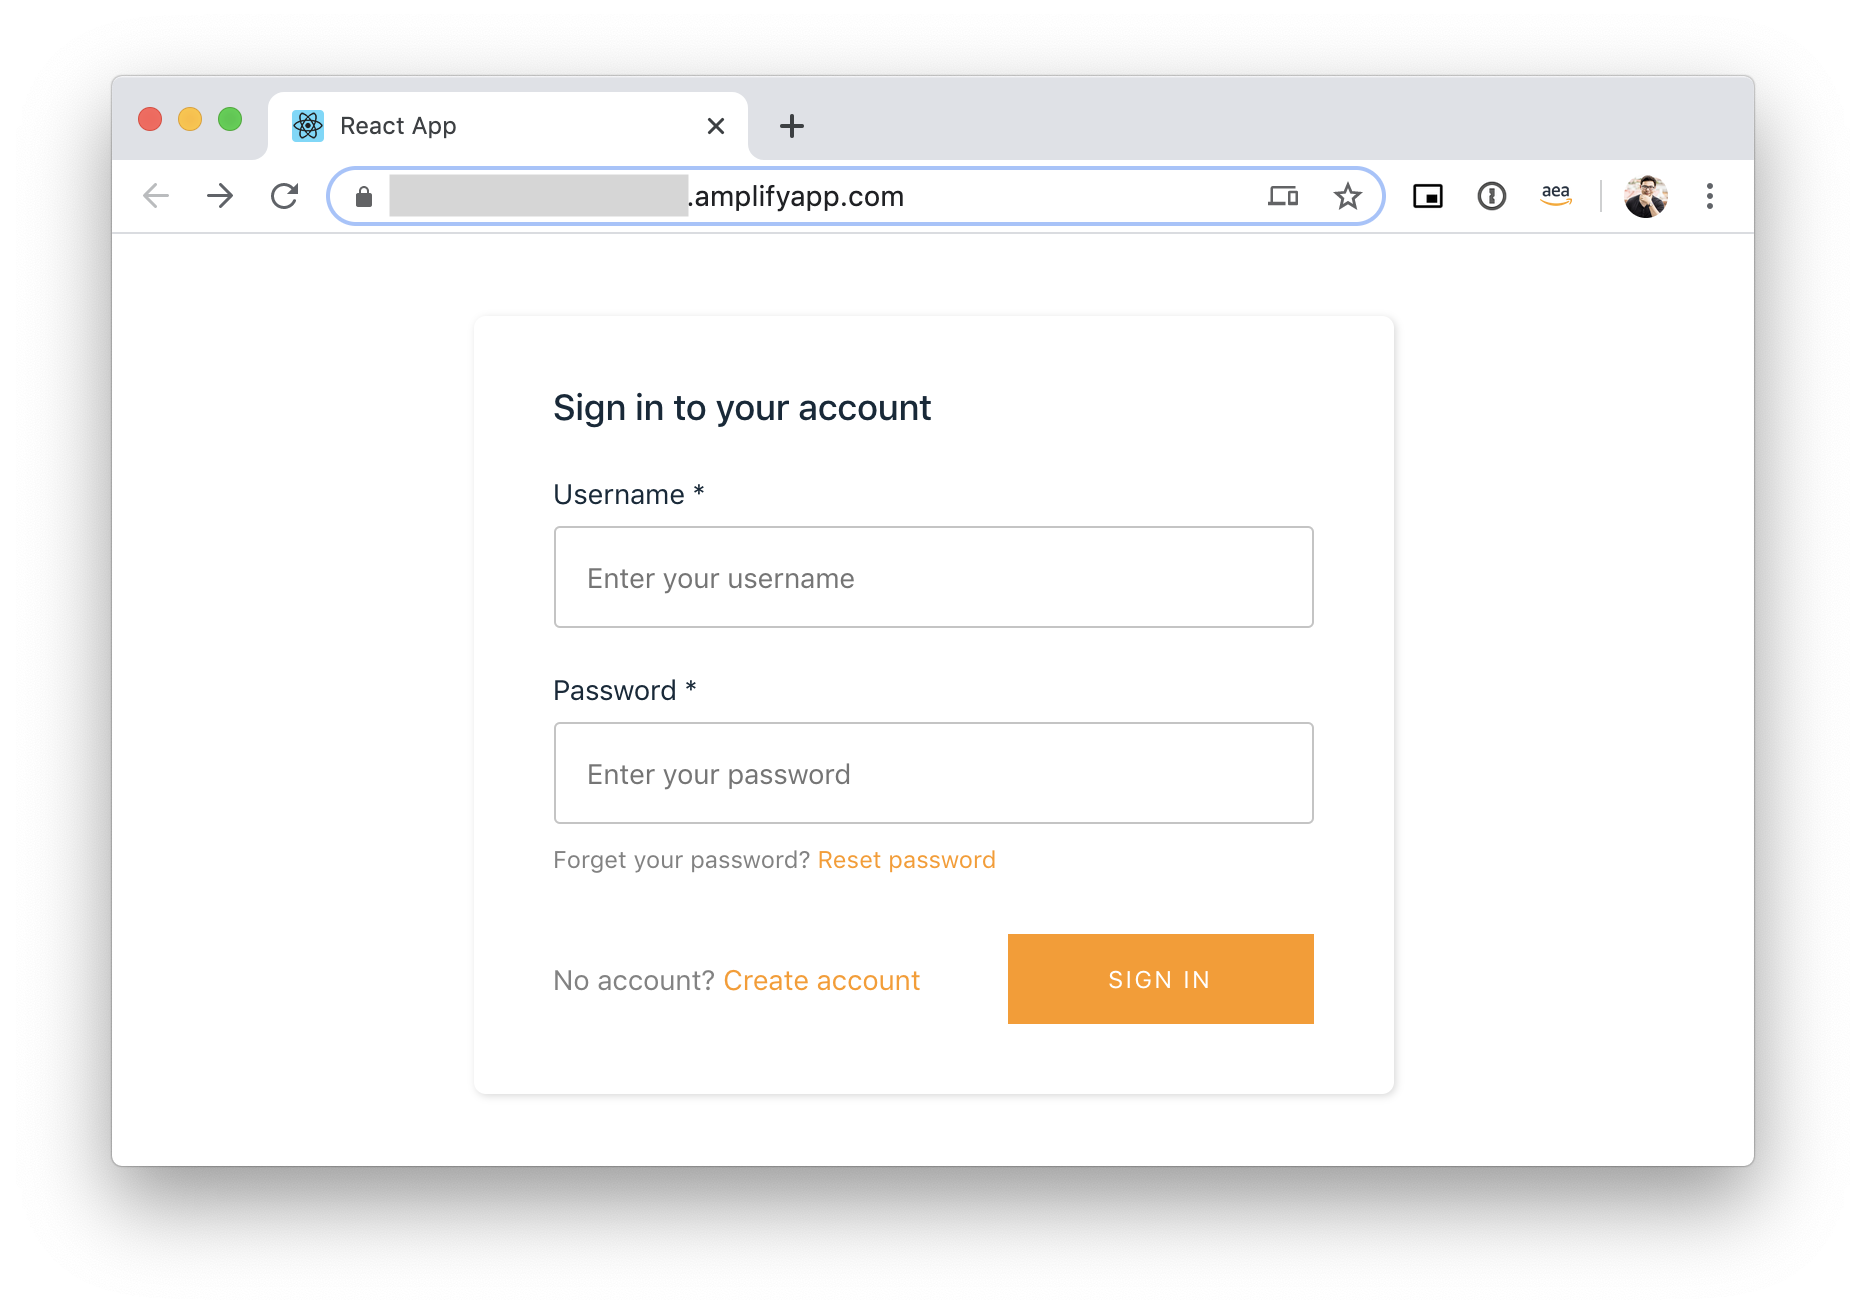 React App
.amplifyapp.com
aea
Sign in to your account
Username *
Enter your username
Password *
Enter your password
Forget your password? Reset password
No account? Create account
SIGN IN